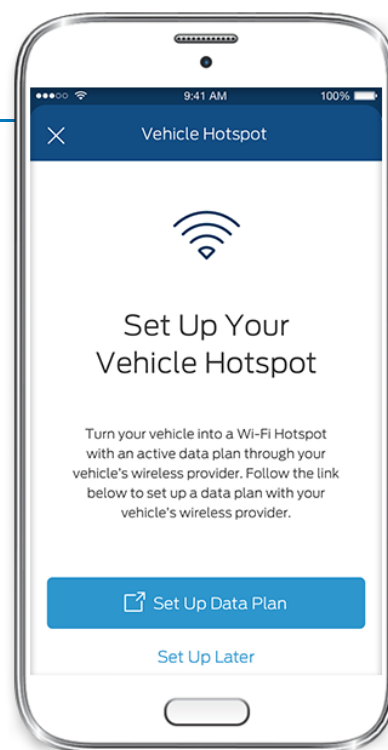 9:41 AM
100%
Vehicle Hotspot
Set Up Your
Vehicle Hotspot
Turn your vehicle into a Wi-Fi Hotspot
with an active data plan through your
vehicle's wireless provider. Follow the link
below to set up a data plan with your
vehicle's wireless provider.
Set Up Data Plan
Set Up Later